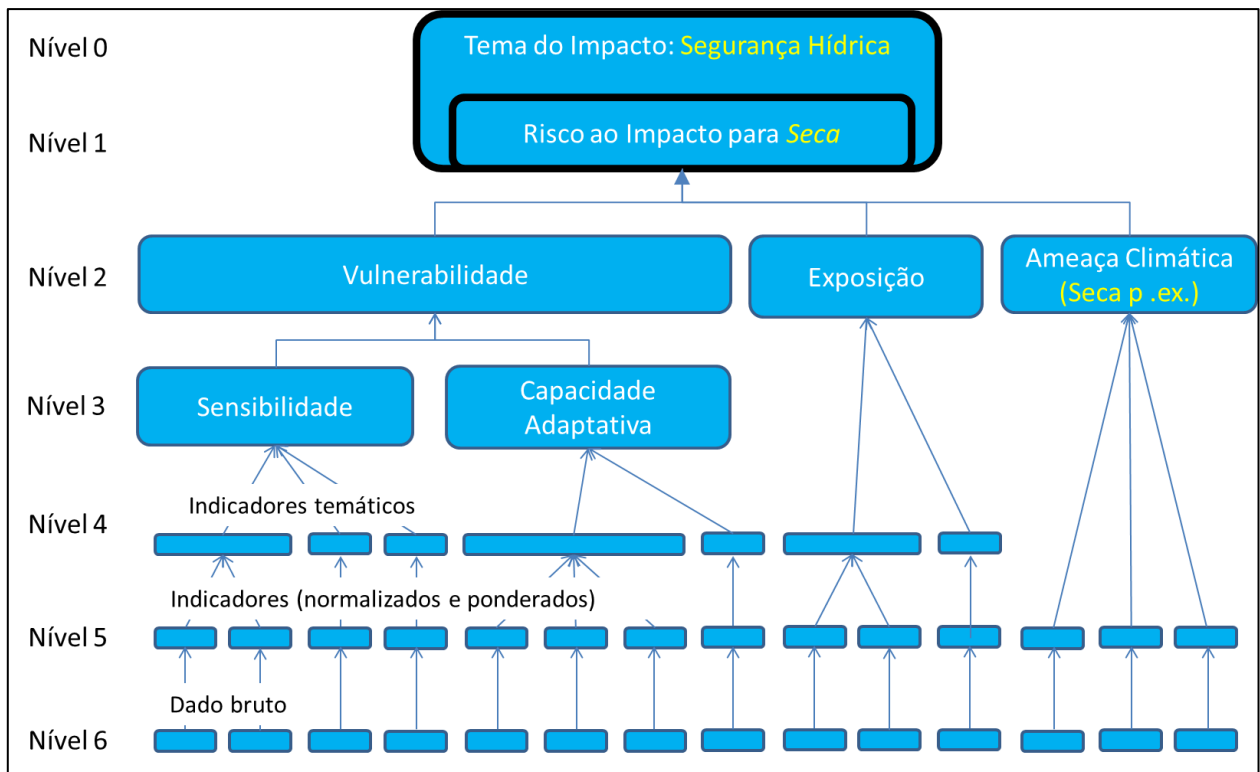 Nível 0
Tema do Impacto: Segurança Hídrica
Nível 1
Risco ao Impacto para Seca
Nível 2
Vulnerabilidade
Exposição
Ameaça Climática
(Seca p .ex.)
Nível 3
Sensibilidade
Capacidade
Adaptativa
Indicadores temáticos
Nível 4
Indicadores (normalizados e ponderados)
Nível 5
Dado bruto
Nível 6